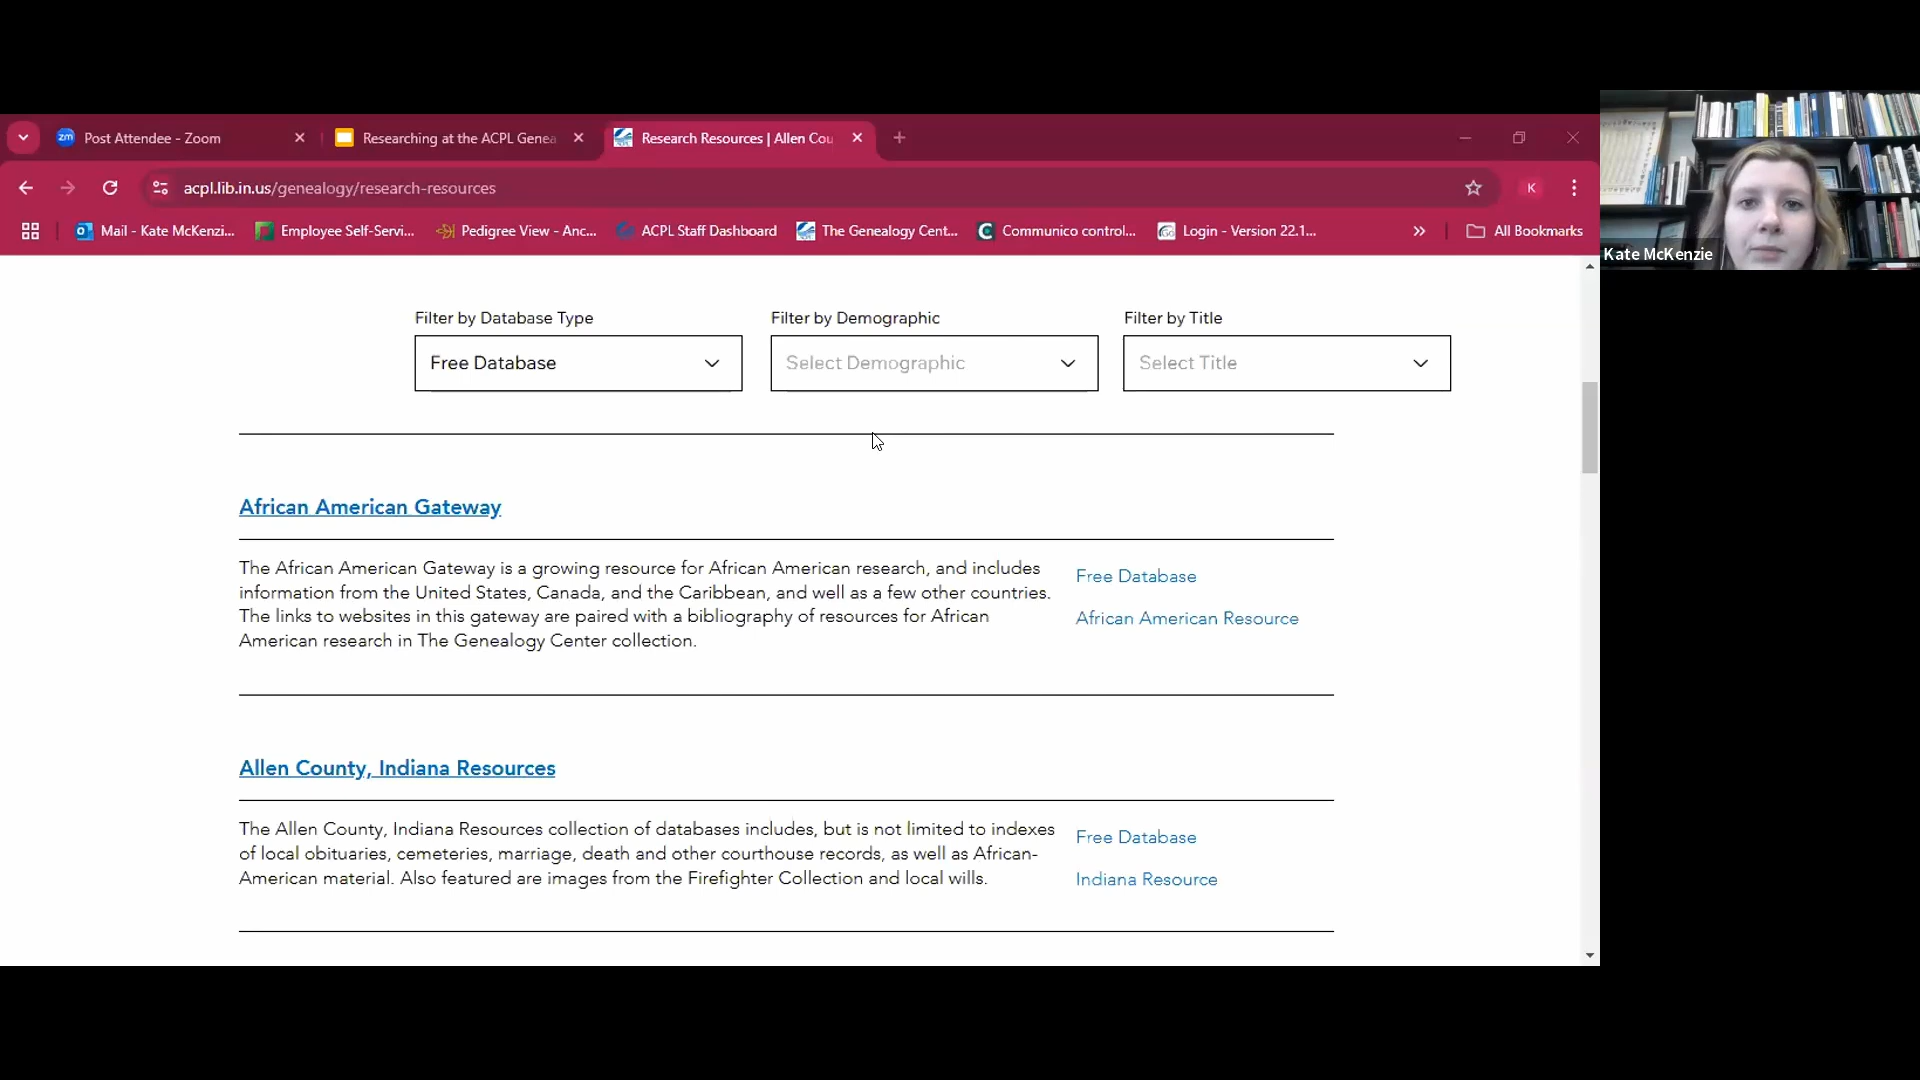 zm Post Attendee - Zoom
Researching at the ACPL Genea
Research Resources | Allen Cou
acpl.lib.in.us/genealogy/research-resources
K
Mail - Kate McKenzi...
Employee Self-Servi...
Pedigree View - Anc...
ACPL Staff Dashboard
The Genealogy Cent...
Communico control...
Login - Version 22.1...
All Bookmarks
Kate McKenzie
Filter by Database Type
Filter by Demographic
Filter by Title
Free Database
Select Demographic
Select Title
African American Gateway
The African American Gateway is a growing resource for African American research, and includes
information from the United States, Canada, and the Caribbean, and well as a few other countries.
The links to websites in this gateway are paired with a bibliography of resources for African
American research in The Genealogy Center collection.
Free Database
African American Resource
Allen County, Indiana Resources
The Allen County, Indiana Resources collection of databases includes, but is not limited to indexes
of local obituaries, cemeteries, marriage, death and other courthouse records, as well as African-
American material. Also featured are images from the Firefighter Collection and local wills.
Free Database
Indiana Resource